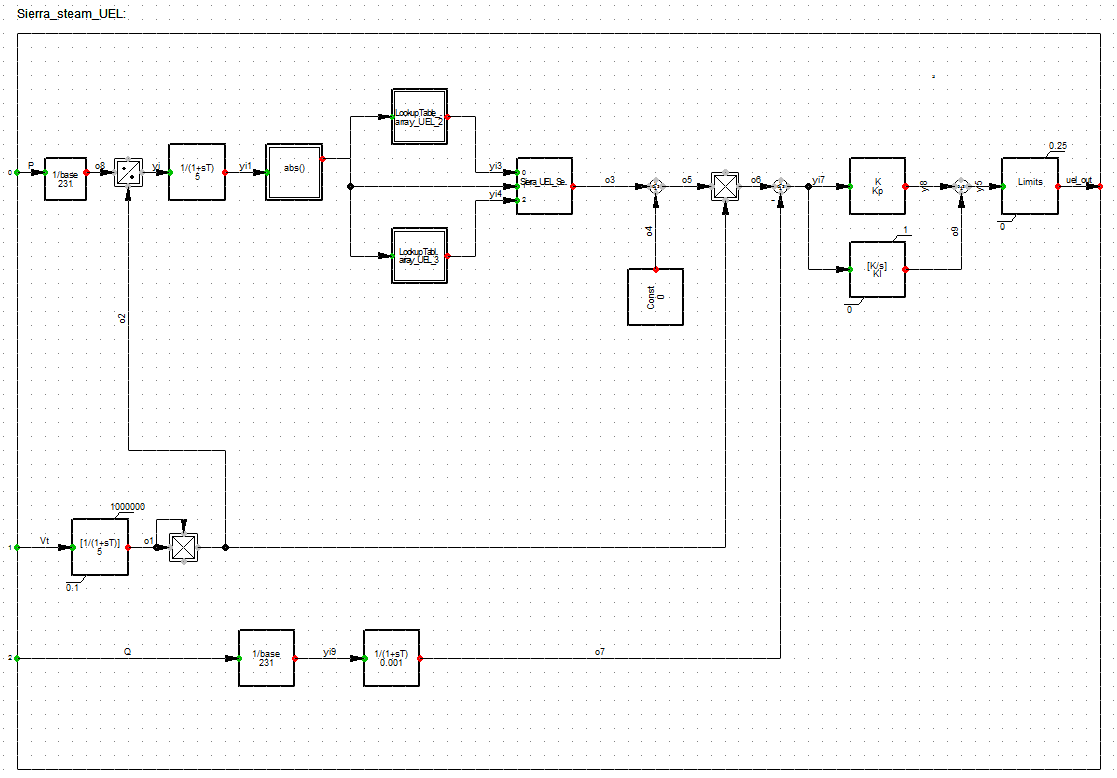 Sierra_steam_UEL:
LookupTable_
array_UEL_2
0.25
P
o8
yi
yi1
yi3
o3
o5
o6
yi7
yi8
yi5
uel_out
0
1/base
231
1/(1+sT)
5
abs()
0
Sierra_UEL_Se..
2
yi4
K
Kp
Limits
0
-
1
o4
o9
LookupTabl..
array_UEL_3
[K/s]
KI
Const
0
0
o2
1000000
1
Vt
[1/(1+sT)]
5
o1
0.1
2
Q
1/base
231
yi9
1/(1+sT)
0.001
o7